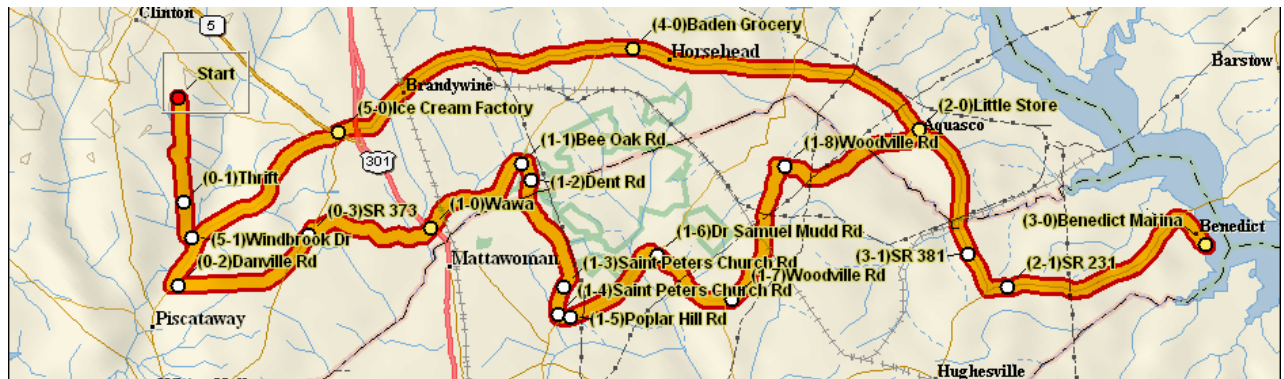 Clinton
5
(4-0)Baden Grocery
Horsehead
Barstow
Start
Brandywine
(5-0)Ice Cream Factory
(2-0)Little Store
Aquasco
(1-1)Bee Oak Rd
(1-8)Woodville Rd
301
(0-1)Thrift
(1-2)Dent Rd
(0-3)SR 373
(1-0)Wawa
(3-0)Benedict Marina
Benedict
(5-1)Windbrook Dr
(1-6)Dr Samuel Mudd Rd
(0-2)Danville Rd
Mattawoman
(1-3)Saint Peters Church Rd
(3-1)SR 381
(1-7)Woodville Rd
(2-1)SR 231
(1-4)Saint Peters Church Rd
Piscataway
(1-5)Poplar Hill Rd
Hughesville